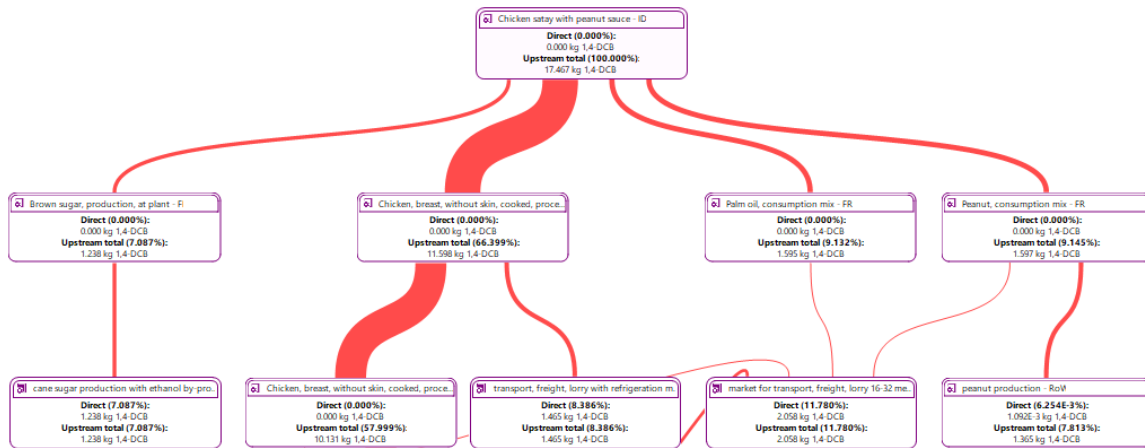 Chicken satay with peanut sauce - ID
Direct (0.000%):
0.000 kg 1,4-DCB
Upstream total (100.000%):
17.467 kg 1,4-DCB
Brown sugar, production, at plant - F
Direct (0.000%):
0.000 kg 1,4-DCB
Upstream total (7.087%):
1.238 kg 1,4-DCB
Chicken, breast, without skin, cooked, proce..
Direct (0.000%):
0.000 kg 1,4-DCB
Upstream total (66.399%):
11.598 kg 1,4-DCB
Palm oil, consumption mix - FR
Direct (0.000%):
0.000 kg 1,4-DCB
Upstream total (9.132%):
1.595 kg 1,4-DCB
Peanut, consumption mix - FR
Direct (0.000%):
0.000 kg 1,4-DCB
Upstream total (9.145%):
1.597 kg 1,4-DCB
cane sugar production with ethanol by-pro..
Direct (7.087%):
1.238 kg 1,4-DCB
Upstream total (7.087%):
1.238 kg 1,4-DCB
Chicken, breast, without skin, cooked, proce..
Direct (0.000%):
0.000 kg 1,4-DCB
Upstream total (57.999%):
10.131 kg 1,4-DCB
transport, freight, lorry with refrigeration m..
Direct (8.386%):
1.465 kg 1,4-DCB
Upstream total (8.386%):
1.465 kg 1,4-DCB
market for transport, freight, lorry 16-32 me..
Direct (11.780%):
2.058 kg 1,4-DCB
Upstream total (11.780%):
2.058 kg 1,4-DCB
peanut production - RoW
Direct (6.254E-3%):
1.092E-3 kg 1,4-DCB
Upstream total (7.813%):
1.365 kg 1,4-DCB